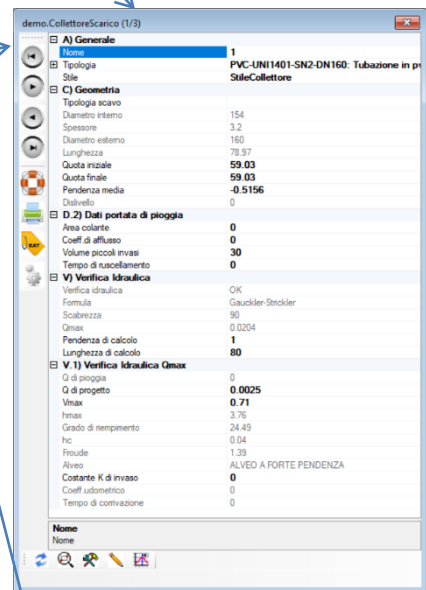 demo.CollettoreScarico (1/3)
A) Generale
Nome 1
Tipologia PVC-UNI1401-SN2-DN160: Tubazione in pv
Stile StileCollettore
C) Geometria
Tipologia scavo
Diametro interno 154
Spessore 3.2
Diametro esterno 160
Lunghezza 78.97
Quota iniziale 59.03
Quota finale 59.03
Pendenza media -0.5156
Dislivello 0
D.2) Dati portata di pioggia
Area colante 0
Coeff.di afflusso 0
Volume piccoli invasi 30
Tempo di ruscellamento 0
V) Verifica Idraulica
Verifica idraulica OK
Formula Gauckler-Strickler
Scabrezza 90
Qmax 0.0204
Pendenza di calcolo 1
Lunghezza di calcolo 80
V.1) Verifica Idraulica Qmax
Q di pioggia 0
Q di progetto 0.0025
Vmax 0.71
hmax 3.76
Grado di riempimento 24.49
hc 0.04
Froude 1.39
Alveo ALVEO A FORTE PENDENZA
Costante K di invaso 0
Coeff.udometrico 0
Tempo di corrivazione 0
Nome
Nome